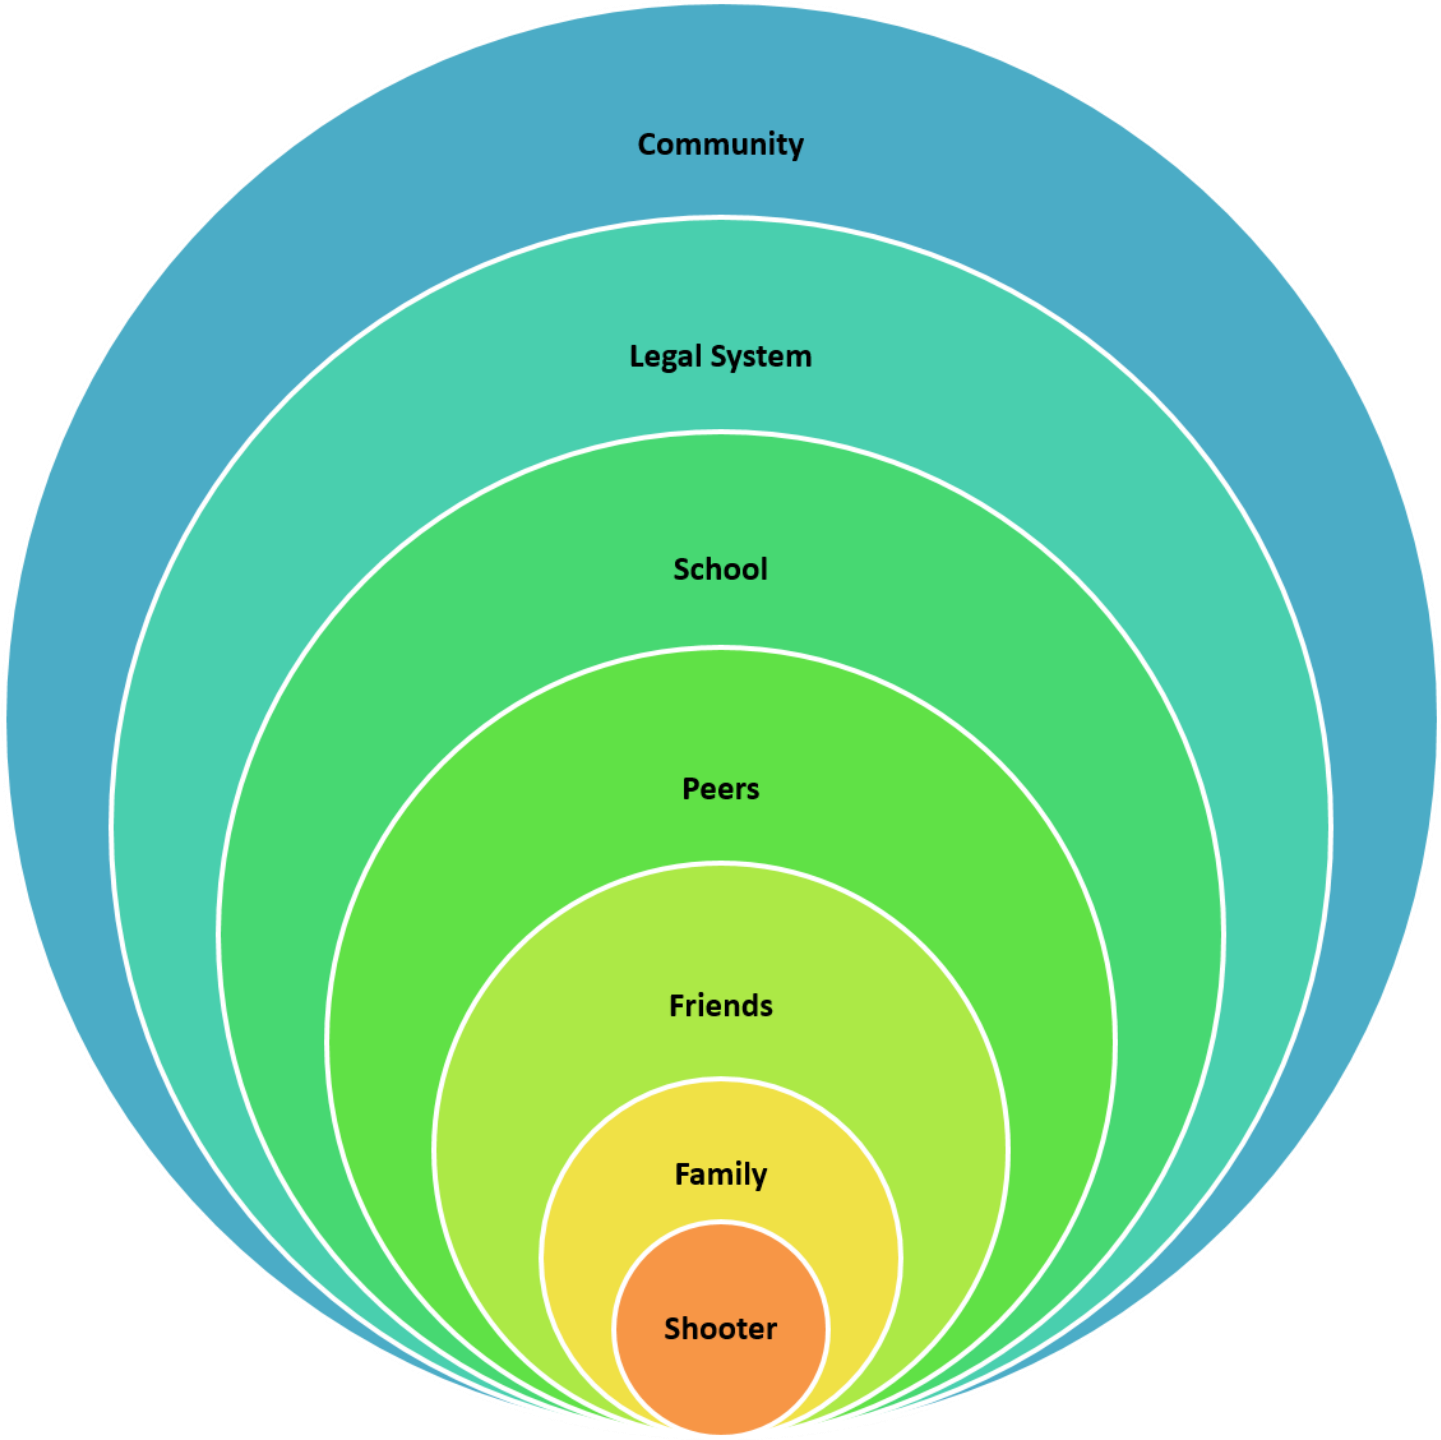 Community
Legal System
School
Peers
Friends
Family
Shooter